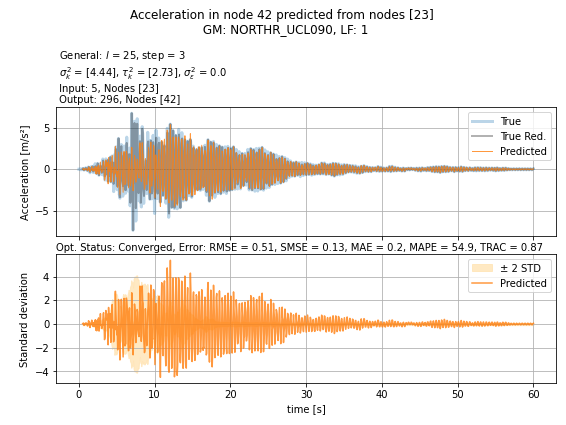 Acceleration in node 42 predicted from nodes [23]
GM: NORTHR_UCL090, LF: 1
General: l = 25, step = 3
σ²ₖ = [4.44], τ²ₖ = [2.73], σ²ε = 0.0
Input: 5, Nodes [23]
Output: 296, Nodes [42]
Acceleration [m/s²]
5
0
−5
True
True Red.
Predicted
Opt. Status: Converged, Error: RMSE = 0.51, SMSE = 0.13, MAE = 0.2, MAPE = 54.9, TRAC = 0.87
Standard deviation
4
2
0
−2
−4
± 2 STD
Predicted
0 10 20 30 40 50 60
time [s]